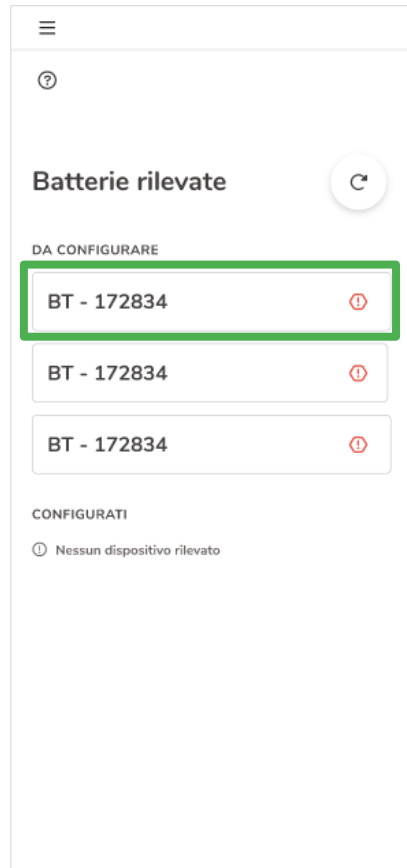 Batterie rilevate
DA CONFIGURARE
BT - 172834
BT - 172834
BT - 172834
CONFIGURATI
Nessun dispositivo rilevato